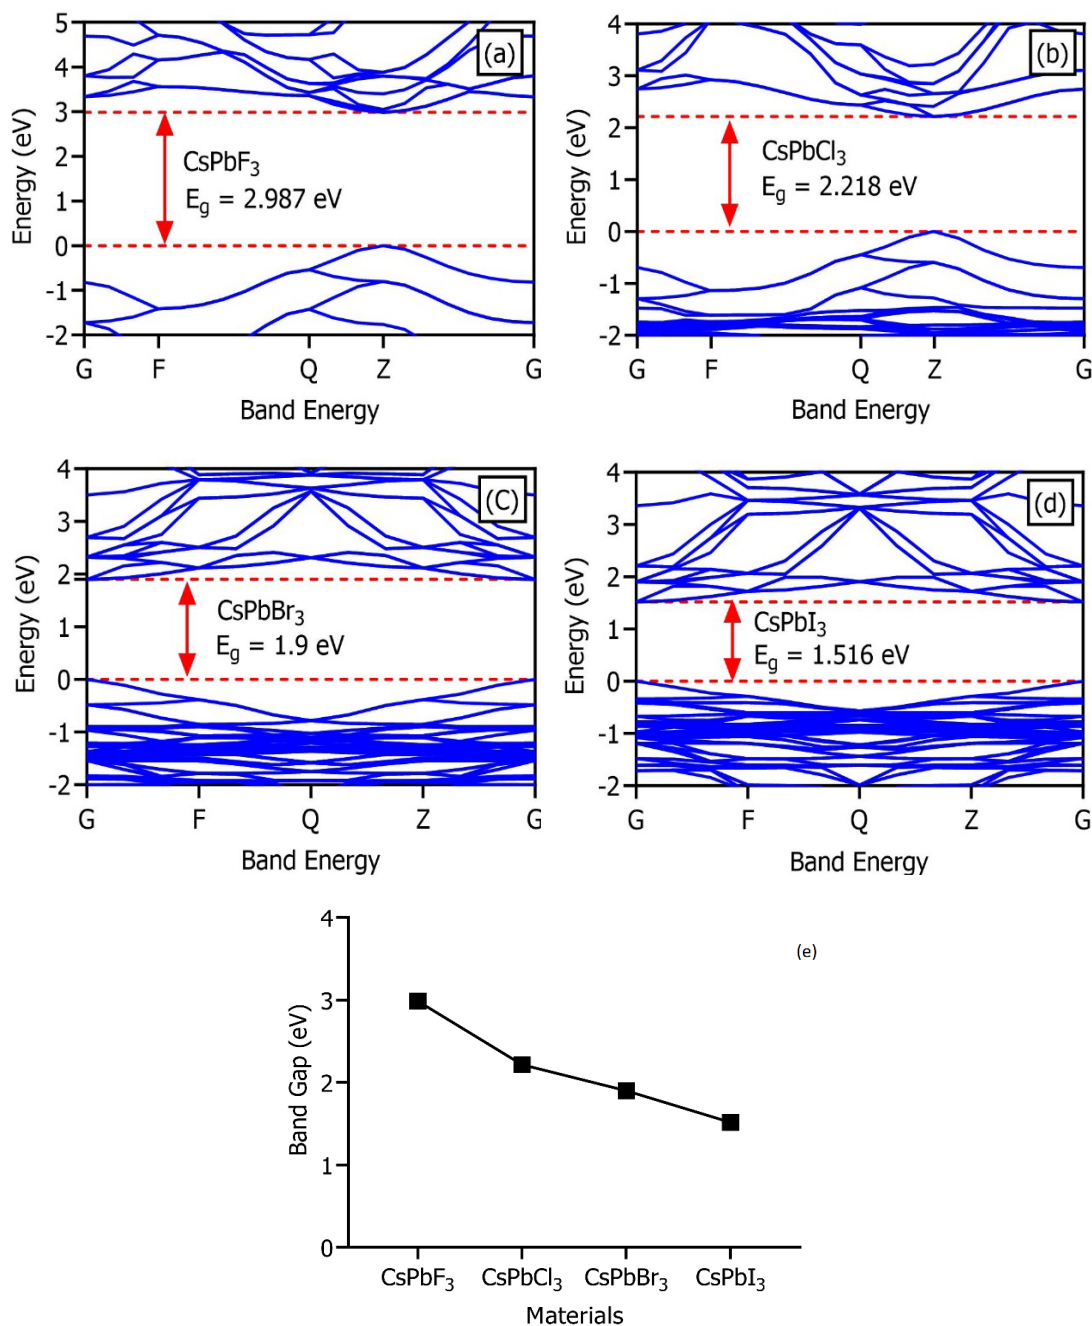 (a)
5
4
3
2
1
0
-1
-2
Energy (eV)
CsPbF3
Eg = 2.987 eV
G F Q Z G
Band Energy
(b)
4
3
2
1
0
-1
-2
Energy (eV)
CsPbCl3
Eg = 2.218 eV
G F Q Z G
Band Energy
(C)
4
3
2
1
0
-1
-2
Energy (eV)
CsPbBr3
Eg = 1.9 eV
G F Q Z G
Band Energy
(d)
4
3
2
1
0
-1
-2
Energy (eV)
CsPbI3
Eg = 1.516 eV
G F Q Z G
Band Energy
(e)
4
3
2
1
0
Band Gap (eV)
CsPbF3 CsPbCl3 CsPbBr3 CsPbI3
Materials